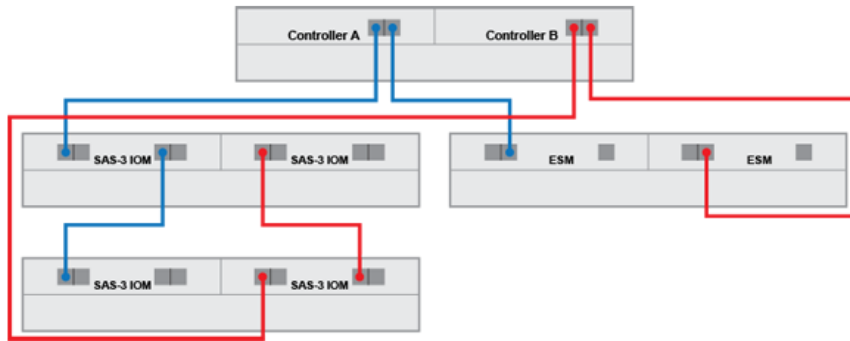 Controller A
Controller B
SAS-3 IOM
SAS-3 IOM
ESM
ESM
SAS-3 IOM
SAS-3 IOM